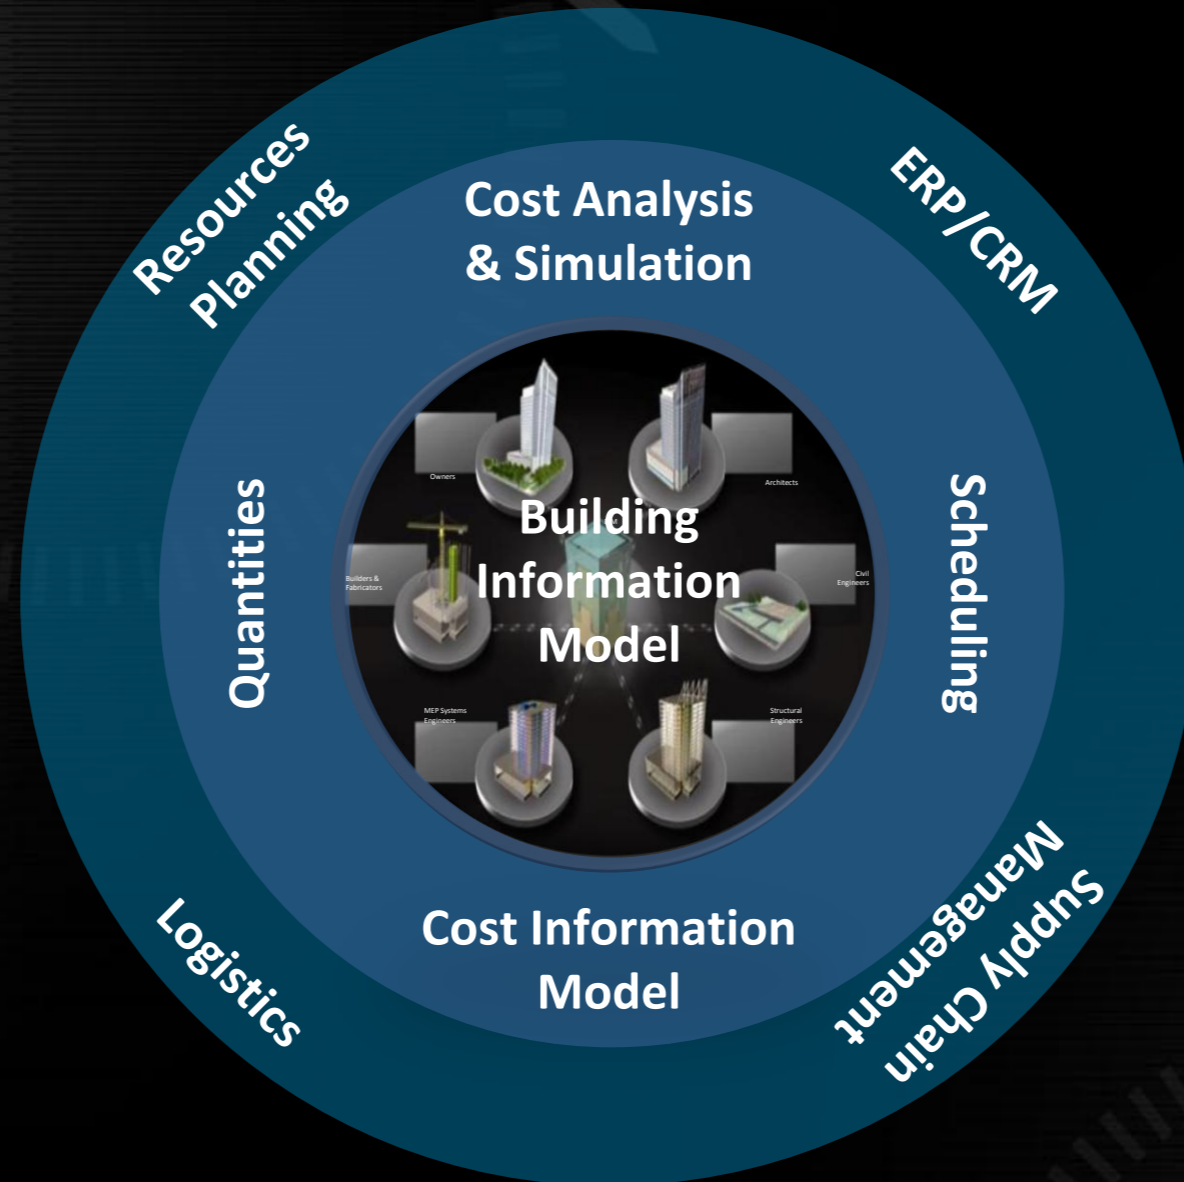 Resources
Planning
ERP/CRM
Cost Analysis
& Simulation
Owners
Architects
Building
Information
Model
Builders &
Fabricators
Civil
Engineers
Quantities
Scheduling
MEP Systems
Engineers
Structural
Engineers
Logistics
Cost Information
Model
Supply Chain
Management